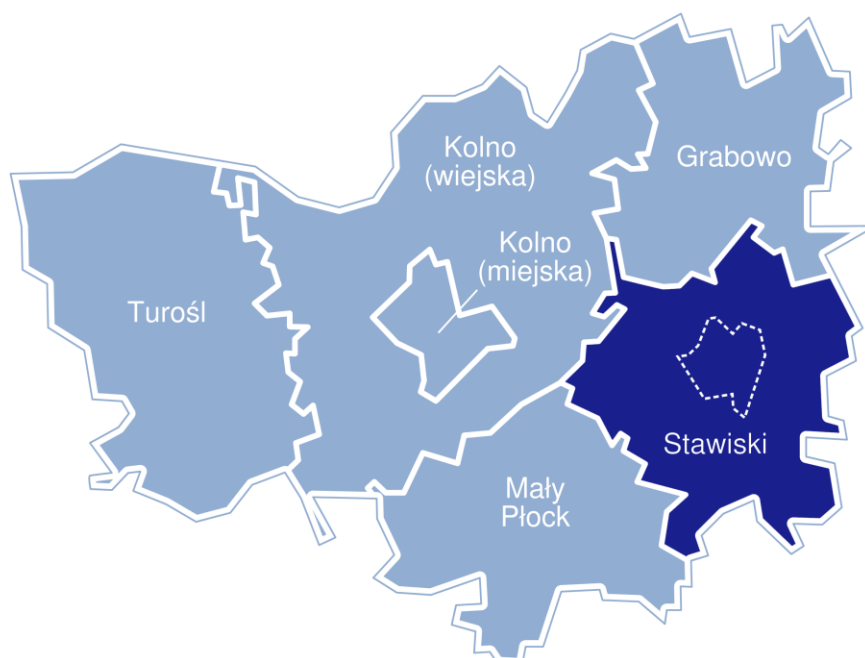 Kolno
(wiejska)
Grabowo
Kolno
(miejska)
Turośl
Stawiski
Mały
Płock